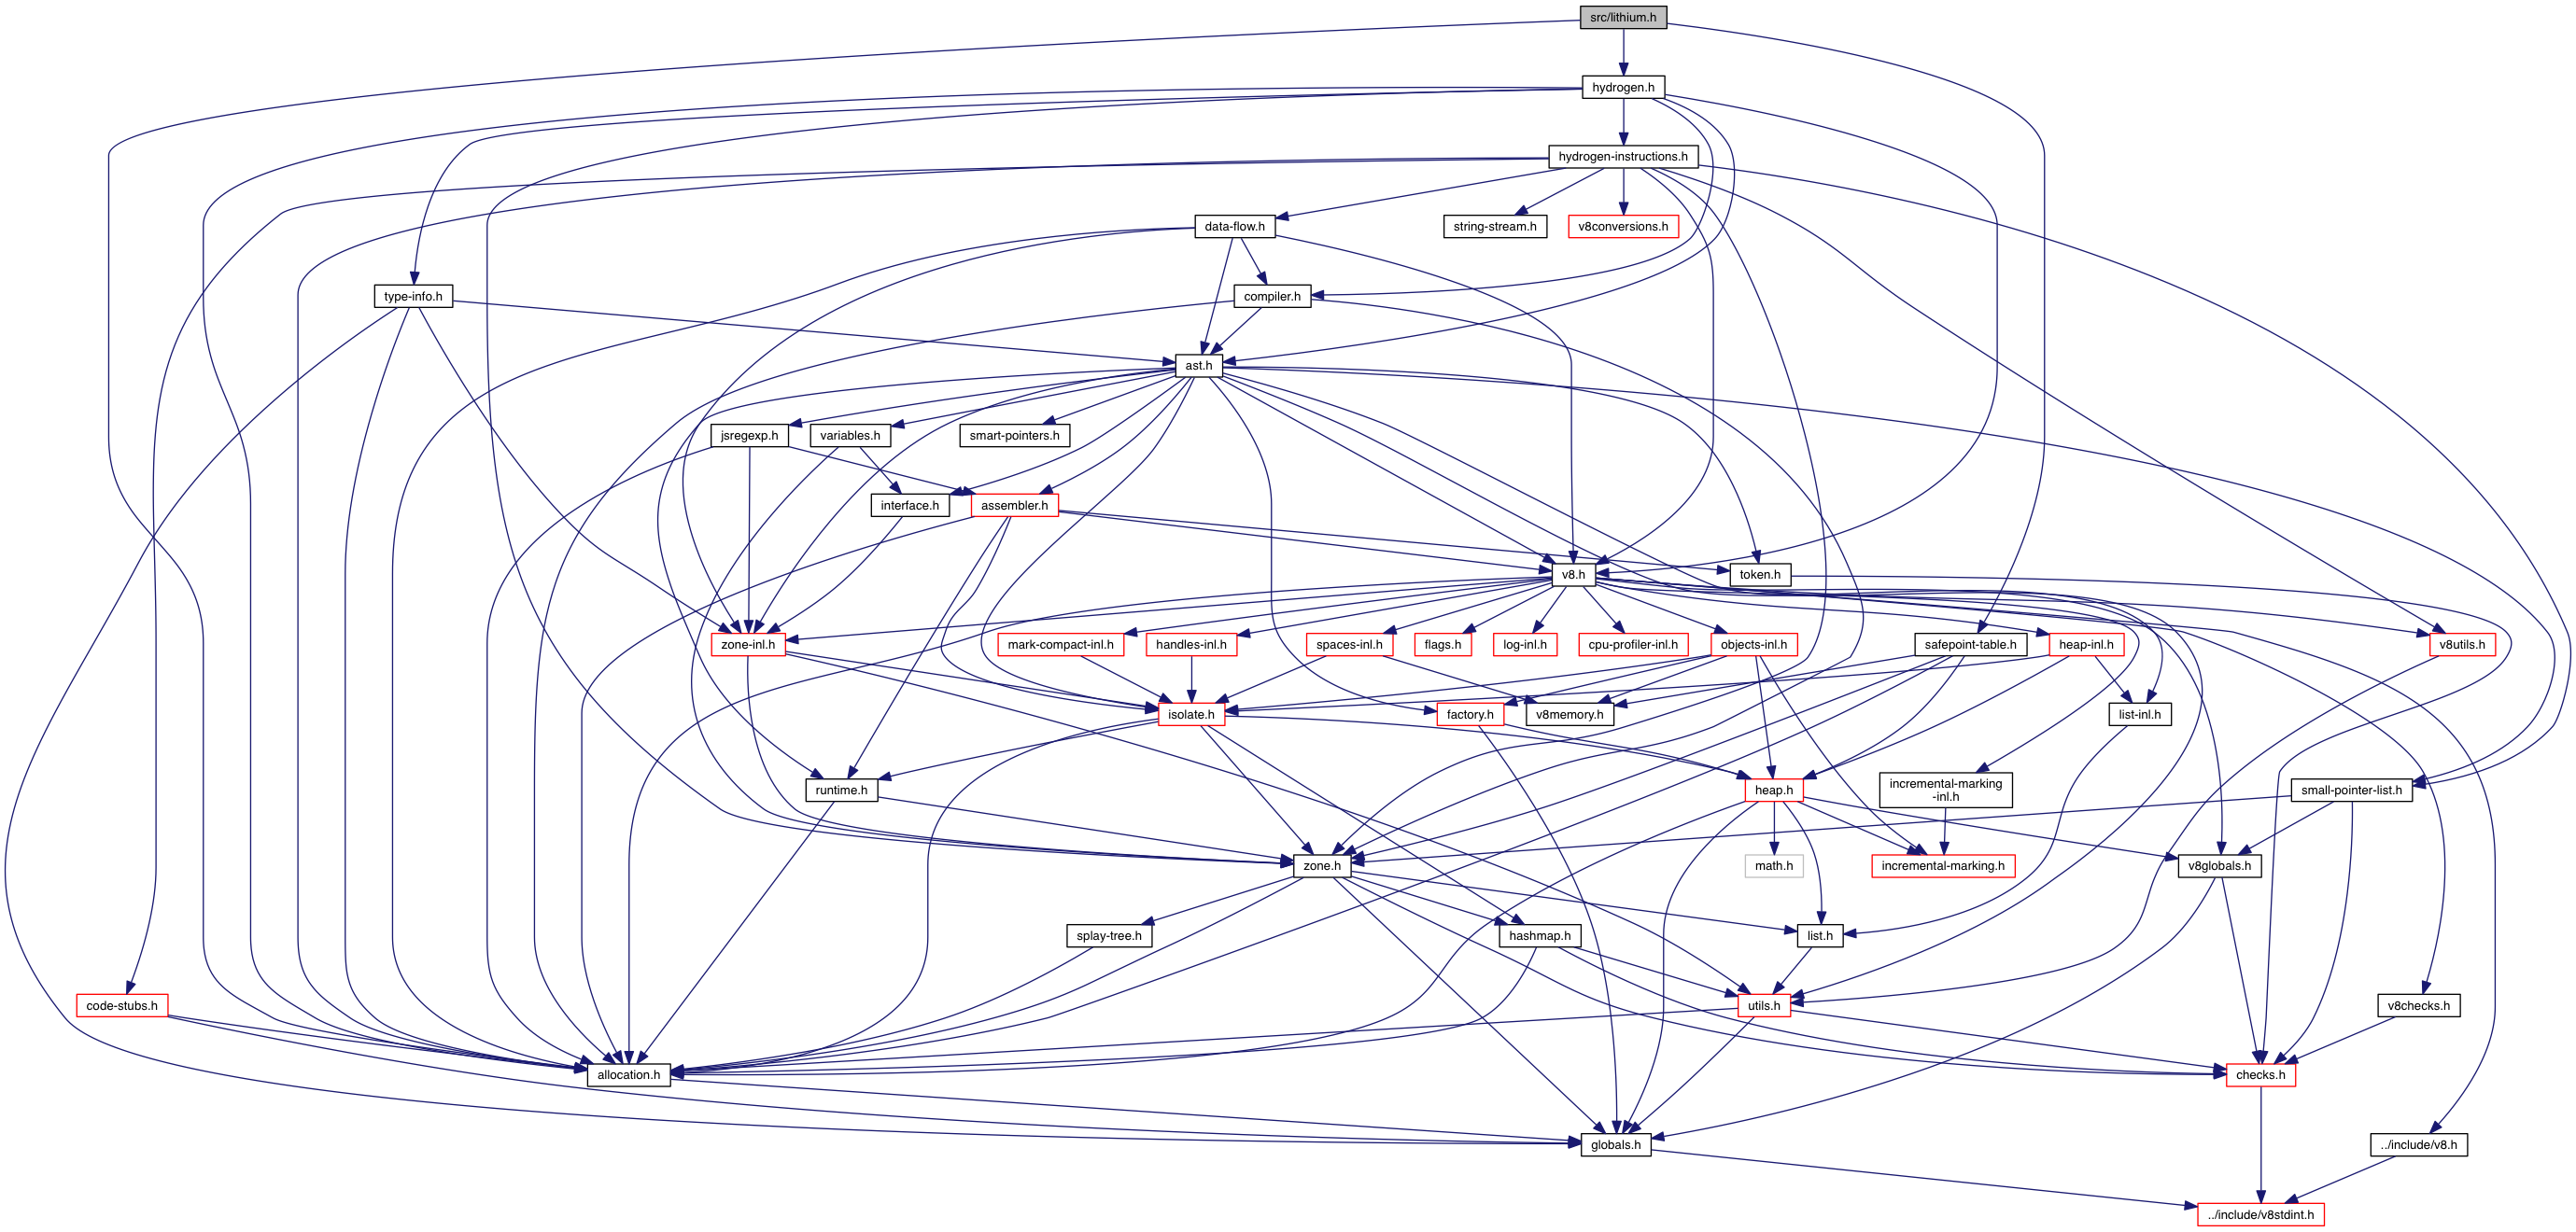 src/lithium.h
hydrogen.h
hydrogen-instructions.h
data-flow.h
string-stream.h
v8conversions.h
type-info.h
compiler.h
ast.h
jsregexp.h
variables.h
smart-pointers.h
interface.h
assembler.h
v8.h
token.h
zone-inl.h
mark-compact-inl.h
handles-inl.h
spaces-inl.h
flags.h
log-inl.h
cpu-profiler-inl.h
objects-inl.h
safepoint-table.h
heap-inl.h
v8utils.h
isolate.h
factory.h
v8memory.h
list-inl.h
runtime.h
heap.h
incremental-marking
-inl.h
small-pointer-list.h
zone.h
math.h
incremental-marking.h
v8globals.h
splay-tree.h
hashmap.h
list.h
code-stubs.h
utils.h
v8checks.h
allocation.h
checks.h
globals.h
../include/v8.h
../include/v8stdint.h